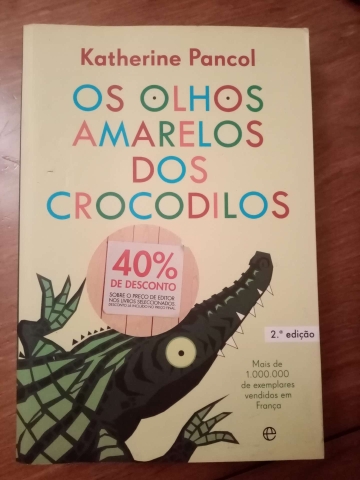 Katherine Pancol
OS OLHOS
AMARELOS
DOS
CROCODILOS
40%
DE DESCONTO
SOBRE O PREÇO DE EDITOR
NOS LIVROS SELECCIONADOS.
2.ª edição
Mais de
1.000.000
de exemplares
vendidos em
França